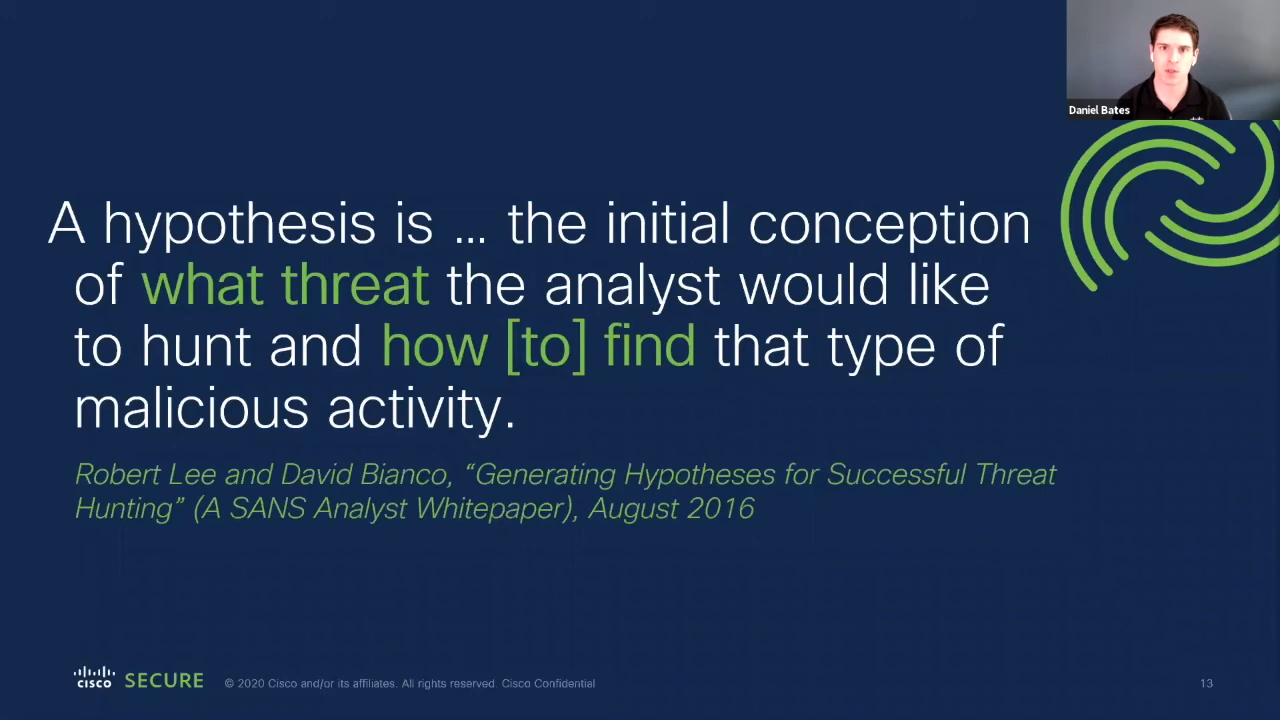 Daniel Bates
A hypothesis is ... the initial conception
of what threat the analyst would like
to hunt and how [to] find that type of
malicious activity.
Robert Lee and David Bianco, “Generating Hypotheses for Successful Threat
Hunting” (A SANS Analyst Whitepaper), August 2016
CISCO SECURE © 2020 Cisco and/or its affiliates. All rights reserved. Cisco Confidential 13